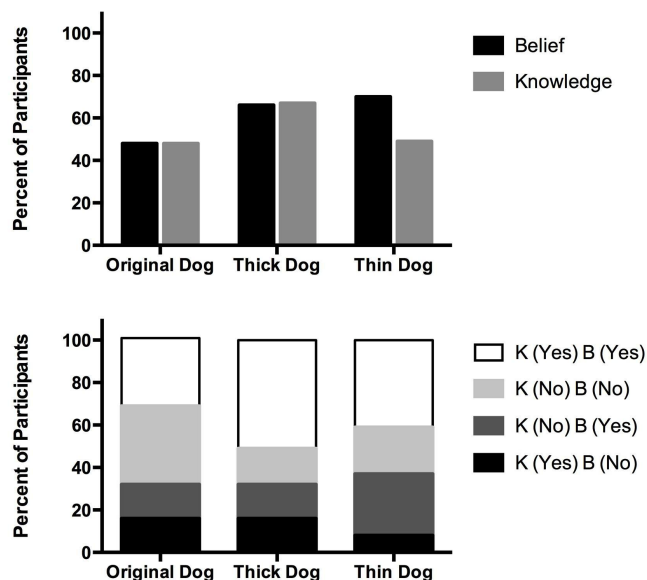 Percent of Participants
100
80
60
40
20
0
Original Dog
Thick Dog
Thin Dog
Belief
Knowledge
Percent of Participants
100
80
60
40
20
0
Original Dog
Thick Dog
Thin Dog
K (Yes) B (Yes)
K (No) B (No)
K (No) B (Yes)
K (Yes) B (No)